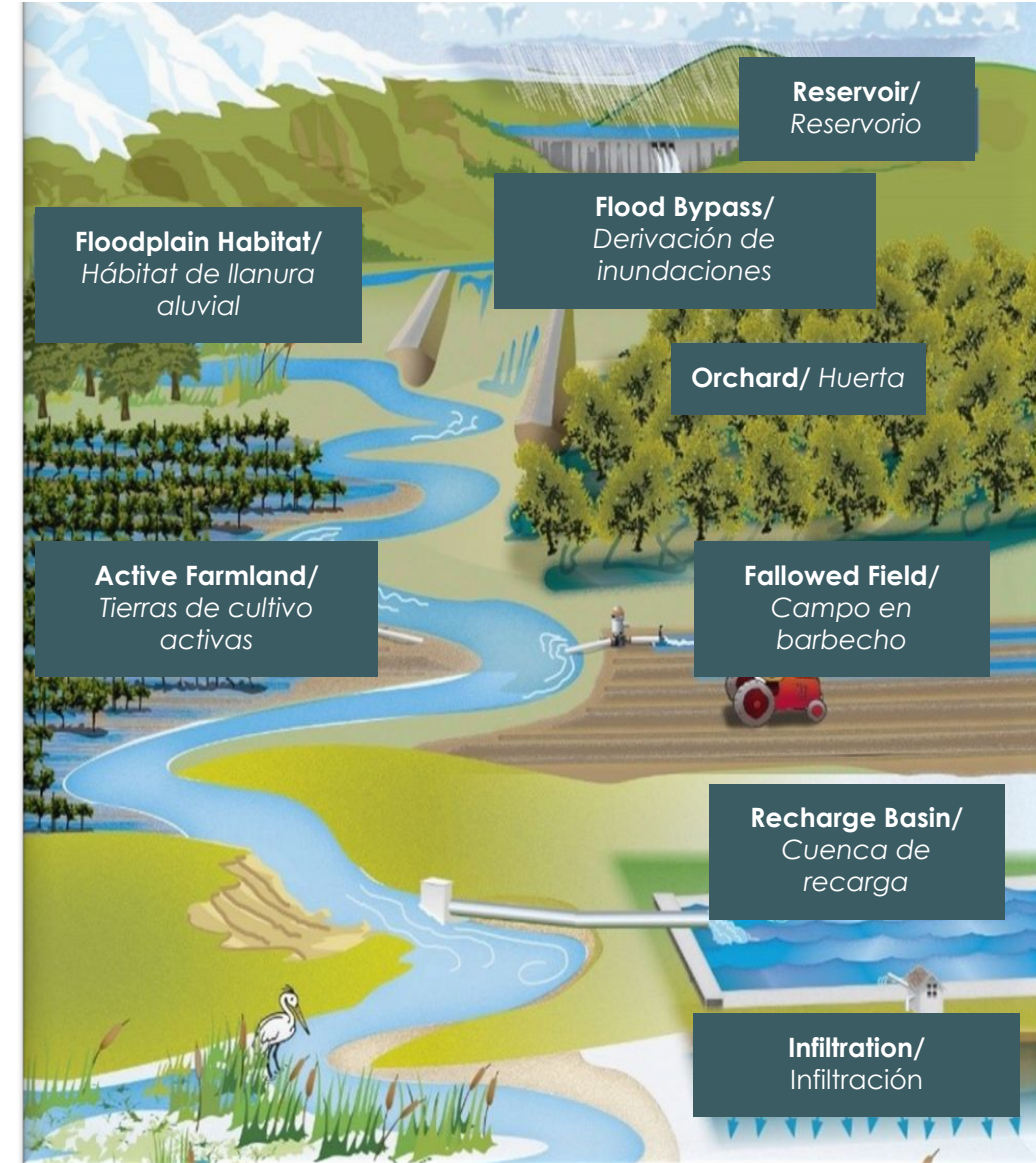 Reservoir/
Reservorio
Flood Bypass/
Derivación de
inundaciones
Floodplain Habitat/
Hábitat de llanura
aluvial
Orchard/ Huerta
Active Farmland/
Tierras de cultivo
activas
Fallowed Field/
Campo en
barbecho
Recharge Basin/
Cuenca de
recarga
Infiltration/
Infiltración